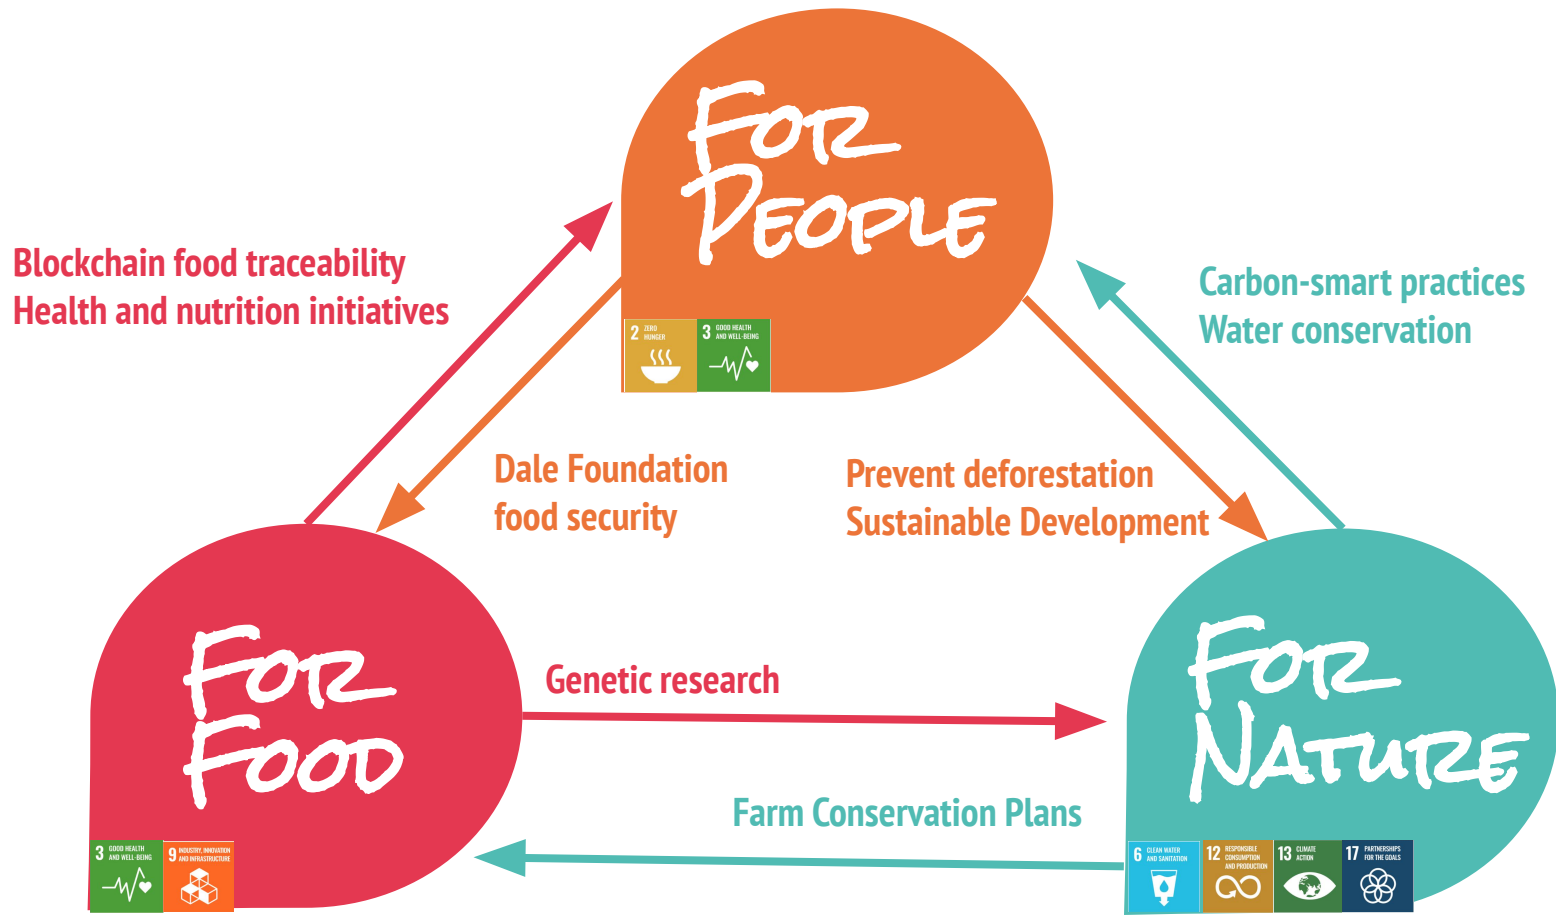 For
People
Blockchain food traceability
Health and nutrition initiatives
Carbon-smart practices
Water conservation
2 ZERO
HUNGER
3 GOOD HEALTH
AND WELL-BEING
Dale Foundation
food security
Prevent deforestation
Sustainable Development
For
Food
Genetic research
For
Nature
Farm Conservation Plans
3 GOOD HEALTH
AND WELL-BEING
9 INDUSTRY, INNOVATION
AND INFRASTRUCTURE
6 CLEAN WATER
AND SANITATION
12 RESPONSIBLE
CONSUMPTION
AND PRODUCTION
13 CLIMATE
ACTION
17 PARTNERSHIPS
FOR THE GOALS